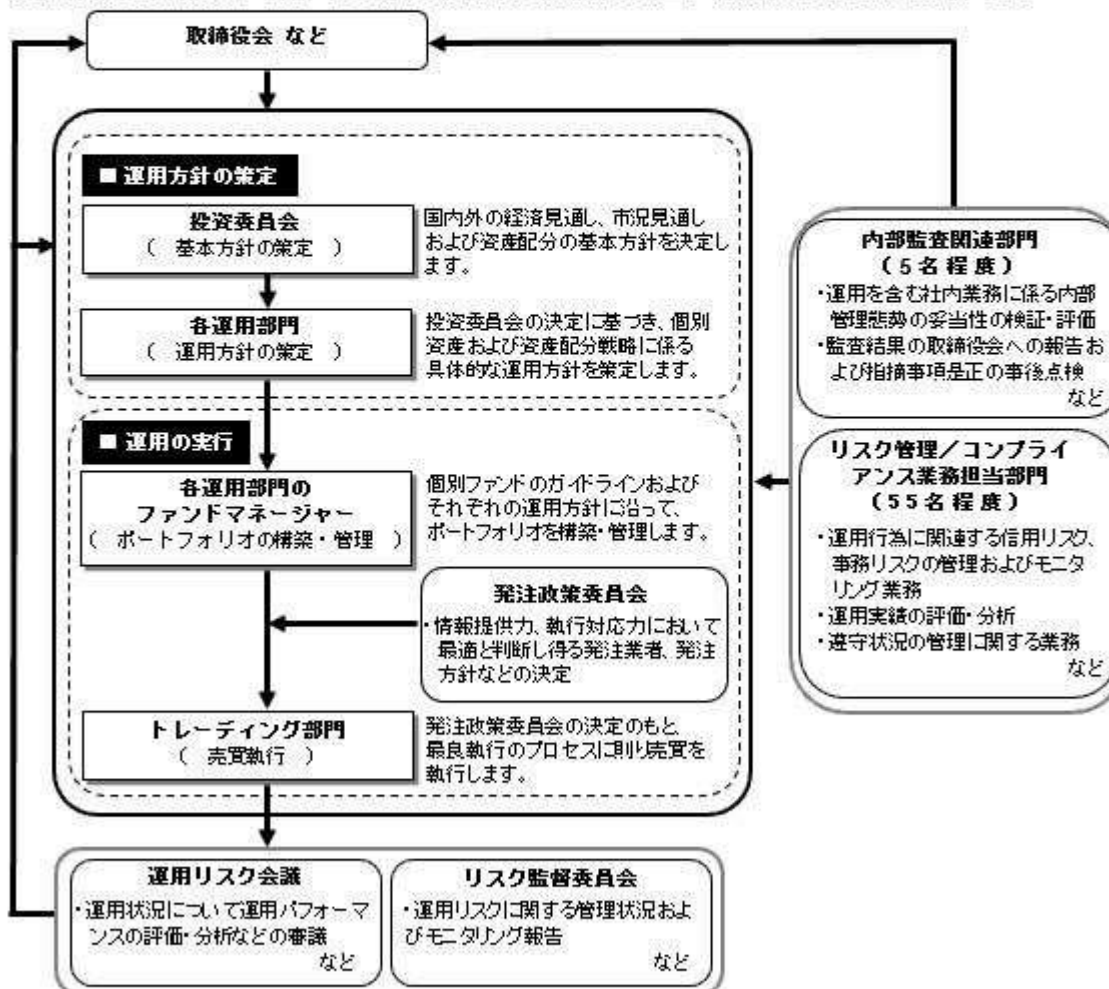 取締役会 など
■ 運用方針の策定
投資委員会
( 基本方針の策定 )
国内外の経済見通し、市況見通し
および資産配分の基本方針を決定し
ます。
各運用部門
( 運用方針の策定 )
投資委員会の決定に基づき、個別
資産および資産配分戦略に係る
具体的な運用方針を策定します。
■ 運用の実行
各運用部門の
ファンドマネージャー
( ポートフォリオの構築・管理 )
個別ファンドのガイドラインおよび
それぞれの運用方針に沿って、
ポートフォリオを構築・管理します。
発注政策委員会
・情報提供力、執行対応力において
最適と判断し得る発注業者、発注
方針などの決定
トレーディング部門
( 売買執行 )
発注政策委員会の決定のもと、
最良執行のプロセスに則り売買を
執行します。
内部監査関連部門
(5名程度)
・運用を含む社内業務に係る内部
管理態勢の妥当性の検証・評価
・監査結果の取締役会への報告お
よび指摘事項是正の事後点検
など
リスク管理/コンプライ
アンス業務担当部門
(55名程度)
・運用行為に関連する信用リスク、
事務リスクの管理およびモニタ
リング業務
・運用実績の評価・分析
・遵守状況の管理に関する業務
など
運用リスク会議
・運用状況について運用パフォーマ
ンスの評価・分析などの審議
など
リスク監督委員会
・運用リスクに関する管理状況およ
びモニタリング報告
など